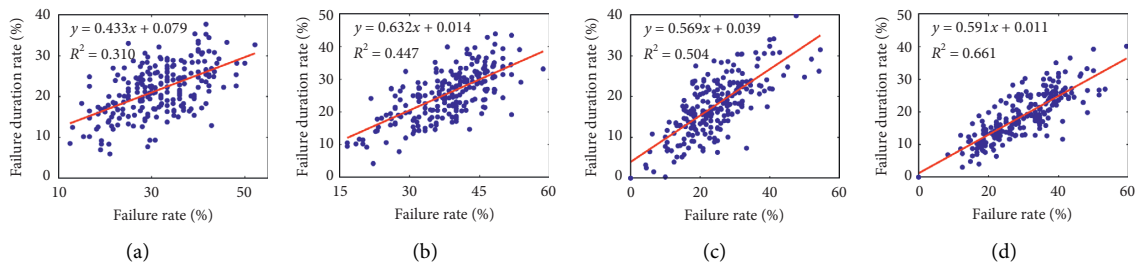 Failure duration rate (%)
40
30
20
10
0
y = 0.433x + 0.079
R² = 0.310
10
30
50
Failure rate (%)
(a)
Failure duration rate (%)
50
40
30
20
10
0
y = 0.632x + 0.014
R² = 0.447
15
30
45
60
Failure rate (%)
(b)
Failure duration rate (%)
40
30
20
10
0
y = 0.569x + 0.039
R² = 0.504
0
20
40
60
Failure rate (%)
(c)
Failure duration rate (%)
50
40
30
20
10
0
y = 0.591x + 0.011
R² = 0.661
0
20
40
60
Failure rate (%)
(d)